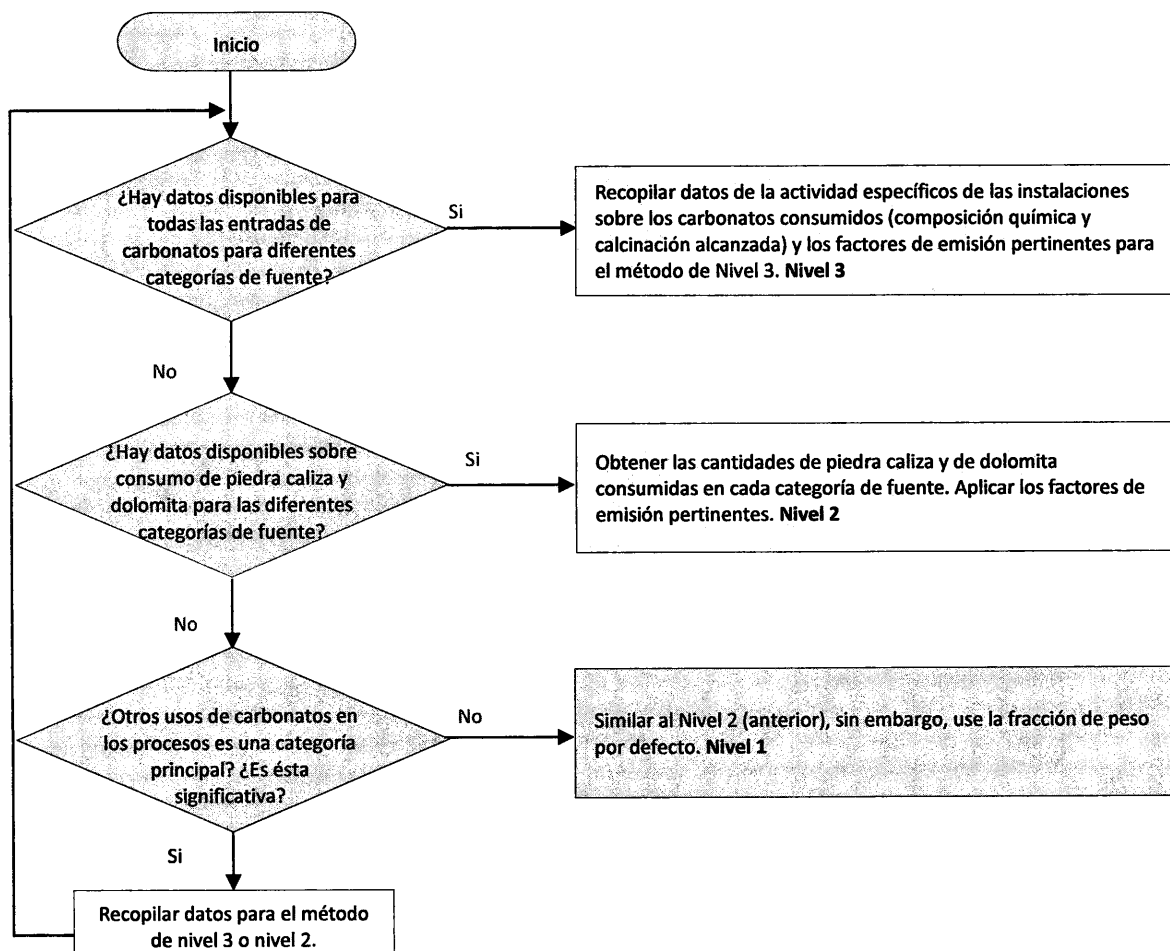 Inicio
¿Hay datos disponibles para
todas las entradas de
carbonatos para diferentes
categorías de fuente?
Si
Recopilar datos de la actividad específicos de las instalaciones
sobre los carbonatos consumidos (composición química y
calcinación alcanzada) y los factores de emisión pertinentes para
el método de Nivel 3. Nivel 3
No
¿Hay datos disponibles sobre
consumo de piedra caliza y
dolomita para las diferentes
categorías de fuente?
Si
Obtener las cantidades de piedra caliza y de dolomita
consumidas en cada categoría de fuente. Aplicar los factores de
emisión pertinentes. Nivel 2
No
¿Otros usos de carbonatos en
los procesos es una categoría
principal? ¿Es ésta
significativa?
No
Similar al Nivel 2 (anterior), sin embargo, use la fracción de peso
por defecto. Nivel 1
Si
Recopilar datos para el método
de nivel 3 o nivel 2.